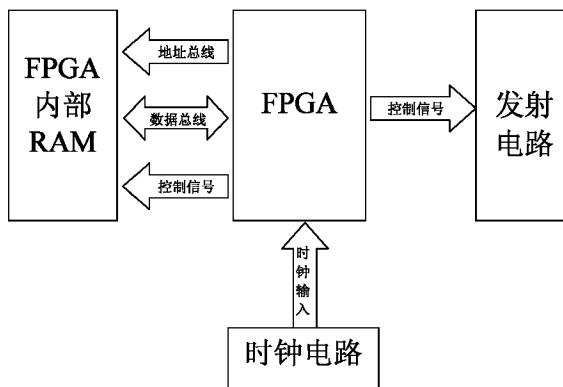 FPGA
内部
RAM
地址总线
数据总线
控制信号
FPGA
控制信号
发射
电路
时
钟
输
入
时钟电路